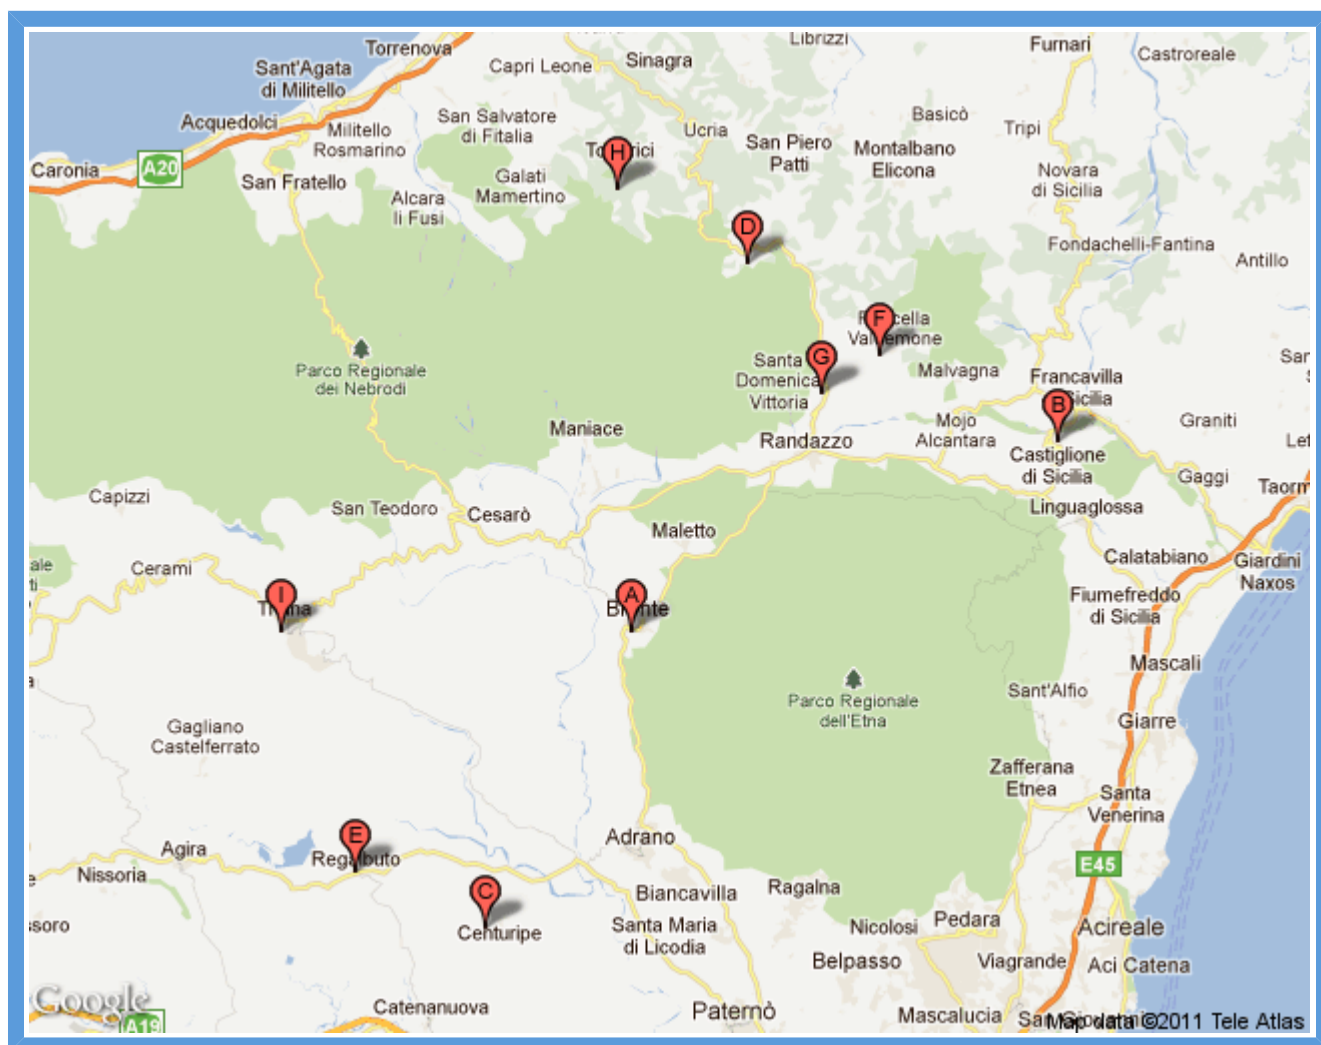 Torrenova
Librizzi
Furnari
Castroreale
Sinagra
Capri Leone
Sant'Agata
di Militello
San Salvatore
di Fitalia
Acquedolci
Militello
Rosmarino
Ucria
San Piero
Patti
Basicò
Tripi
Montalbano
Elicona
H
Caronia
A20
San Fratello
Galati
Mamertino
Alcara
li Fusi
Novara
di Sicilia
D
Fondachelli-Fantina
Antillo
F
G
Parco Regionale
dei Nebrodi
Santa
Domenica
Vittoria
Malvagna
Francavilla
B
Maniace
Randazzo
Mojo
Alcantara
Graniti
Castiglione
di Sicilia
Gaggi
Capizzi
San Teodoro
Cesarò
Maletto
Linguaglossa
Calatabiano
Giardini
Naxos
Cerami
I
A
Fiumefreddo
di Sicilia
Mascali
Parco Regionale
dell'Etna
Sant'Alfio
Giarre
Gagliano
Castelferrato
Zafferana
Etnea
Santa
Venerina
Adrano
E
Regalbuto
Agira
Nissoria
E45
C
Centuripe
Biancavilla
Ragalna
Santa Maria
di Licodia
Nicolosi
Pedara
Acireale
Belpasso
Viagrande
Aci Catena
Google
A19
Catenanuova
Paternò
Mascalucia
Map data ©2011 Tele Atlas